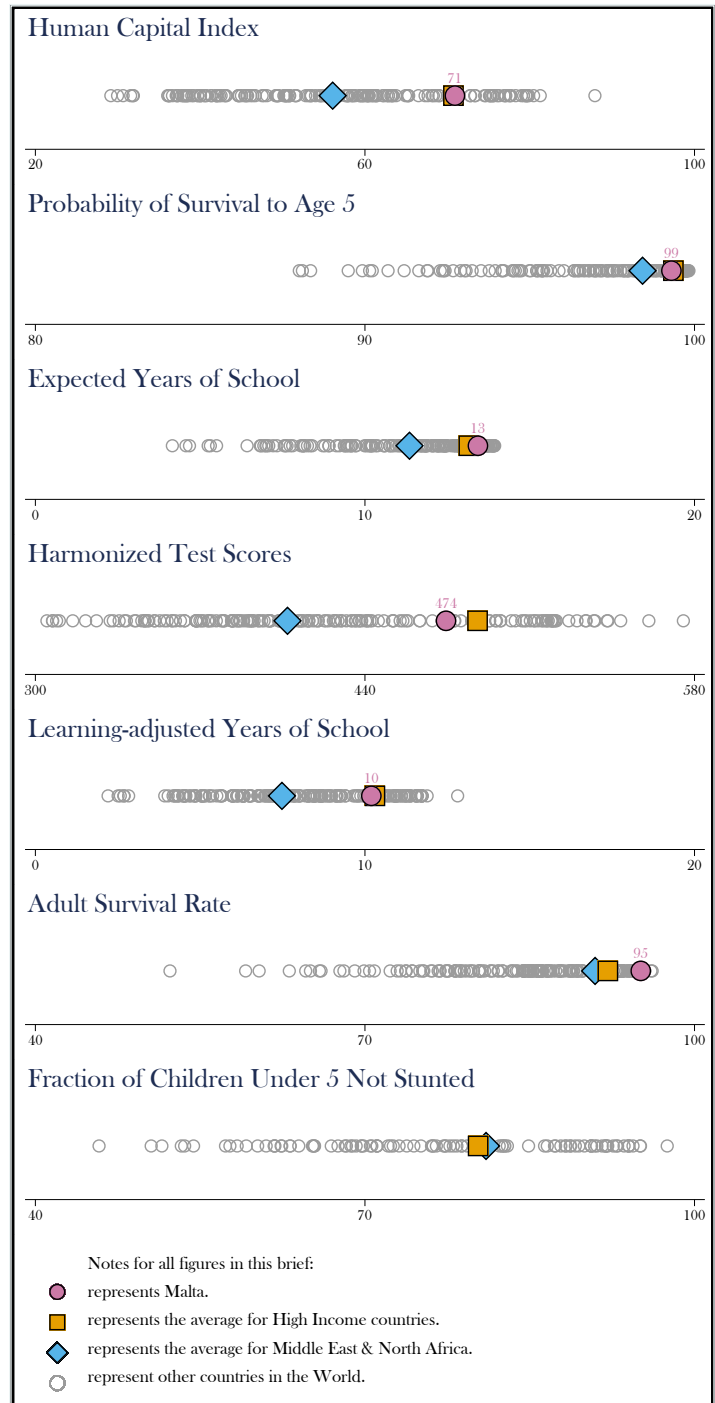 Human Capital Index
71
20 60 100
Probability of Survival to Age 5
99
80 90 100
Expected Years of School
13
0 10 20
Harmonized Test Scores
474
300 440 580
Learning-adjusted Years of School
10
0 10 20
Adult Survival Rate
95
40 70 100
Fraction of Children Under 5 Not Stunted
40 70 100
Notes for all figures in this brief:
represents Malta.
represents the average for High Income countries.
represents the average for Middle East & North Africa.
represent other countries in the World.